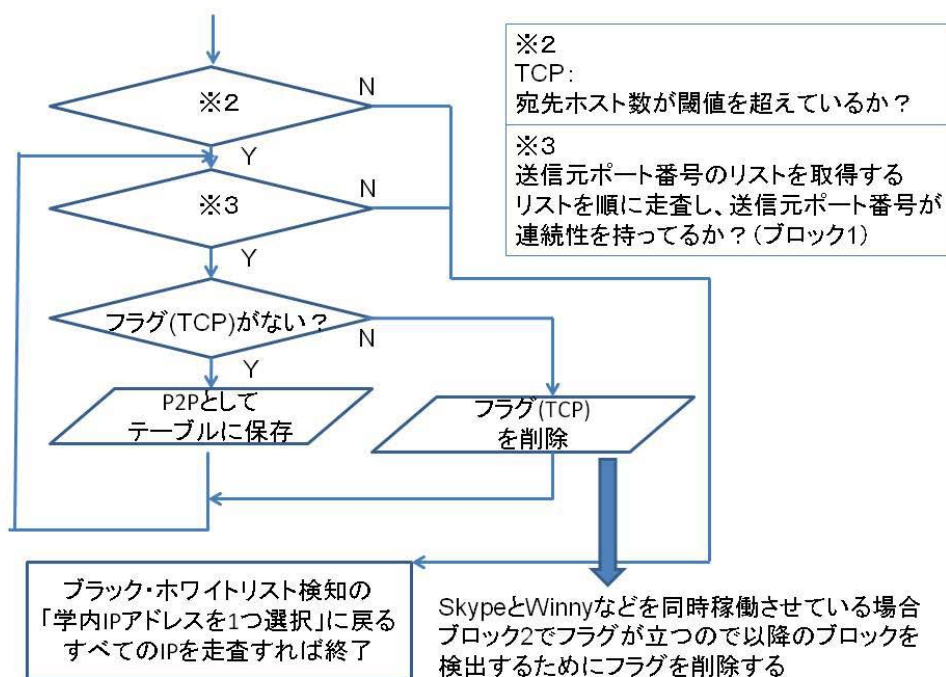 ※2
N
Y
※3
N
Y
フラグ(TCP)がない？
N
Y
P2Pとして
テーブルに保存
フラグ(TCP)
を削除
※2
TCP：
宛先ホスト数が閾値を超えているか？
※3
送信元ポート番号のリストを取得する
リストを順に走査し、送信元ポート番号が
連続性を持ってるか？(ブロック1)
ブラック・ホワイトリスト検知の
「学内IPアドレスを1つ選択」に戻る
すべてのIPを走査すれば終了
SkypeとWinnyなどを同時稼働させている場合
ブロック2でフラグが立つので以降のブロックを
検出するためにフラグを削除する